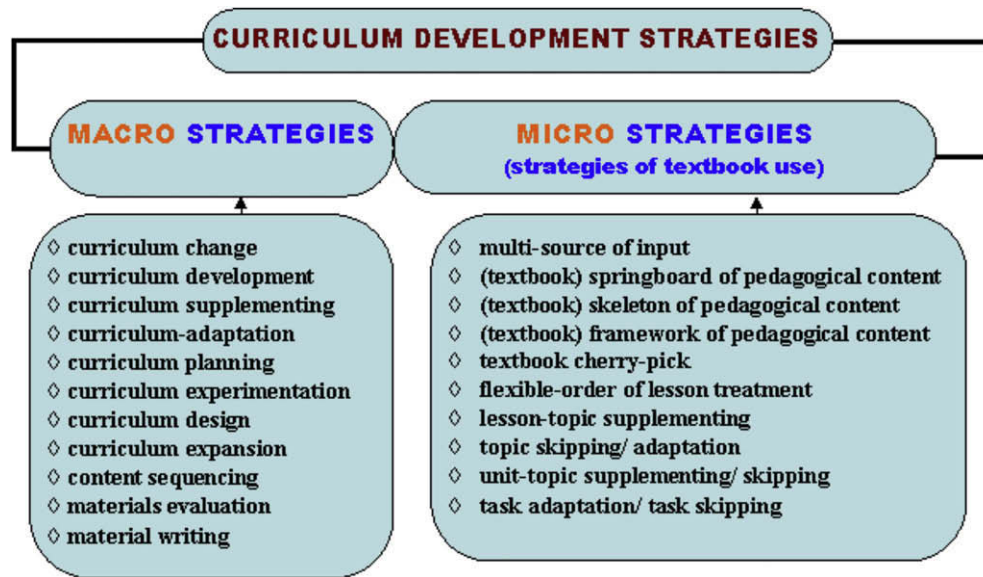 CURRICULUM DEVELOPMENT STRATEGIES
MACRO STRATEGIES
◊ curriculum change
◊ curriculum development
◊ curriculum supplementing
◊ curriculum-adaptation
◊ curriculum planning
◊ curriculum experimentation
◊ curriculum design
◊ curriculum expansion
◊ content sequencing
◊ materials evaluation
◊ material writing
MICRO STRATEGIES
(strategies of textbook use)
◊ multi-source of input
◊ (textbook) springboard of pedagogical content
◊ (textbook) skeleton of pedagogical content
◊ (textbook) framework of pedagogical content
◊ textbook cherry-pick
◊ flexible-order of lesson treatment
◊ lesson-topic supplementing
◊ topic skipping/ adaptation
◊ unit-topic supplementing/ skipping
◊ task adaptation/ task skipping